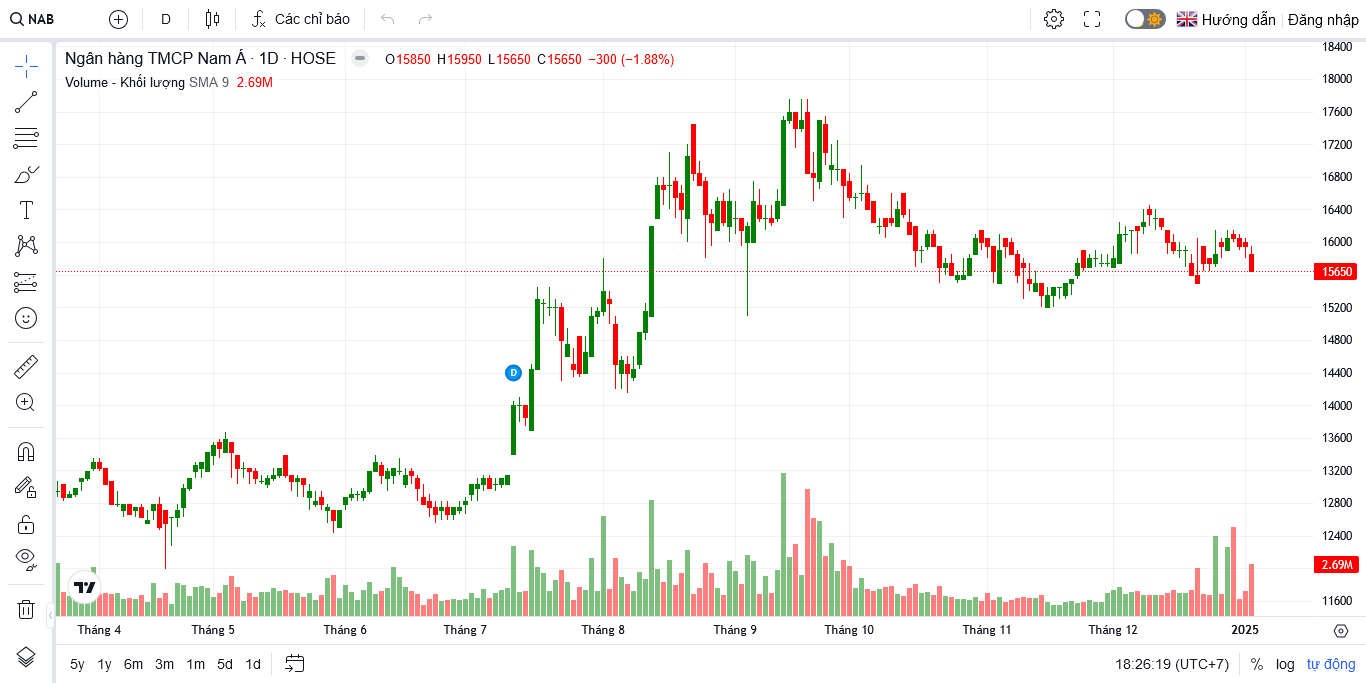 NAB D Các chỉ báo Hướng dẫn Đăng nhập
Ngân hàng TMCP Nam Á · 1D · HOSE O15850 H15950 L15650 C15650 −300 (−1.88%)
Volume - Khối lượng SMA 9 2.69M
18400
18000
17600
17200
16800
16400
16000
15650
15200
14800
14400
14000
13600
13200
12800
12400
2.69M
11600
D
Tháng 4 Tháng 5 Tháng 6 Tháng 7 Tháng 8 Tháng 9 Tháng 10 Tháng 11 Tháng 12 2025
5y 1y 6m 3m 1m 5d 1d 18:26:19 (UTC+7) % log tự động